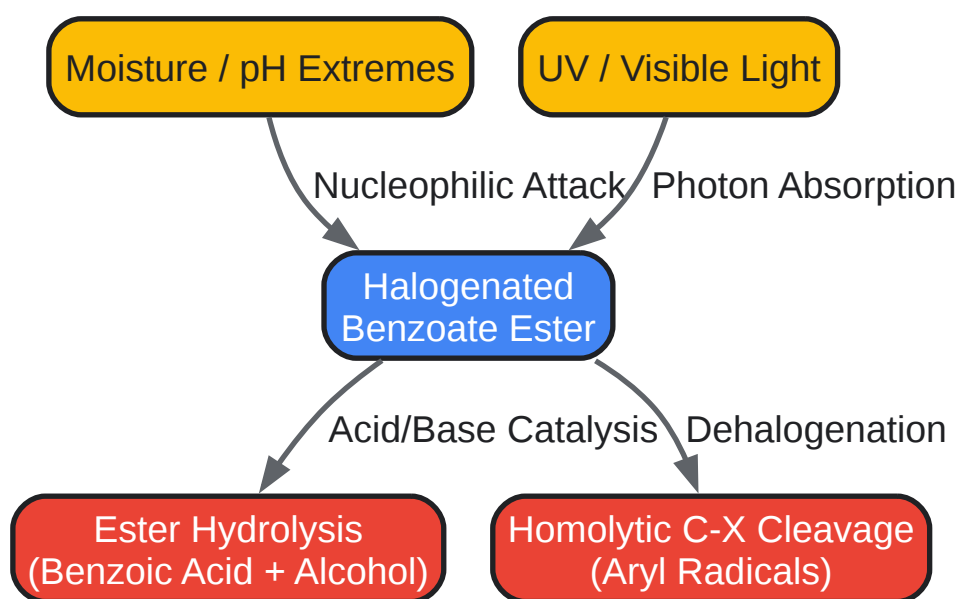 Moisture / pH Extremes
UV / Visible Light
Nucleophilic Attack
Photon Absorption
Halogenated
Benzoate Ester
Acid/Base Catalysis
Dehalogenation
Ester Hydrolysis
(Benzoic Acid + Alcohol)
Homolytic C-X Cleavage
(Aryl Radicals)